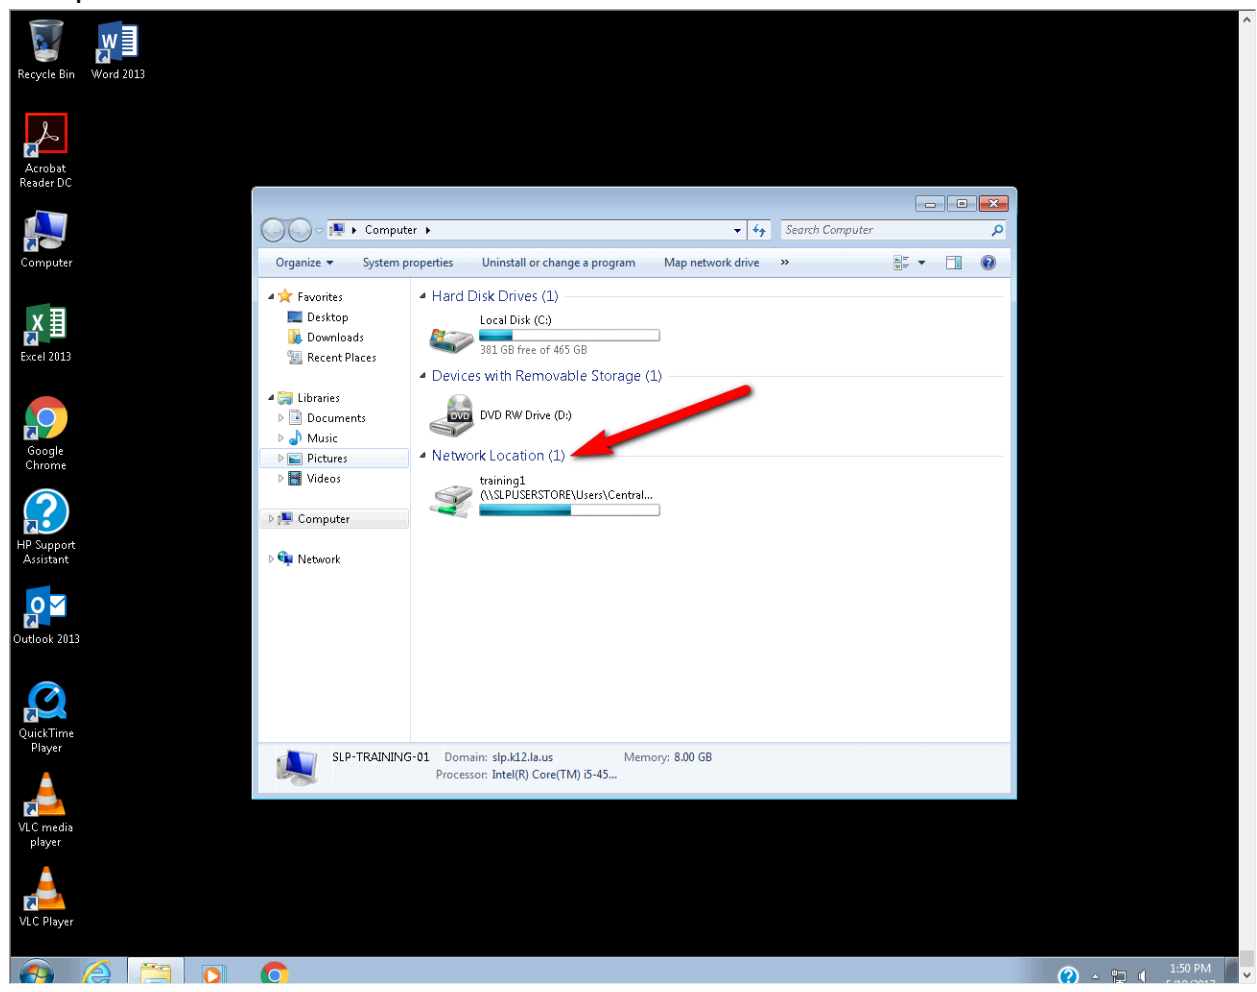 Recycle Bin
Word 2013
Acrobat
Reader DC
Computer
Excel 2013
Google
Chrome
HP Support
Assistant
Outlook 2013
QuickTime
Player
VLC media
player
VLC Player
Computer
Search Computer
Organize
System properties
Uninstall or change a program
Map network drive
»
Favorites
Desktop
Downloads
Recent Places
Libraries
Documents
Music
Pictures
Videos
Computer
Network
Hard Disk Drives (1)
Local Disk (C:)
381 GB free of 465 GB
Devices with Removable Storage (1)
DVD
DVD RW Drive (D:)
Network Location (1)
training1
(\\SLPUSERSTORE\Users\Central...
SLP-TRAINING-01 Domain: slp.k12.la.us Memory: 8.00 GB
Processor: Intel(R) Core(TM) i5-45...
1:50 PM